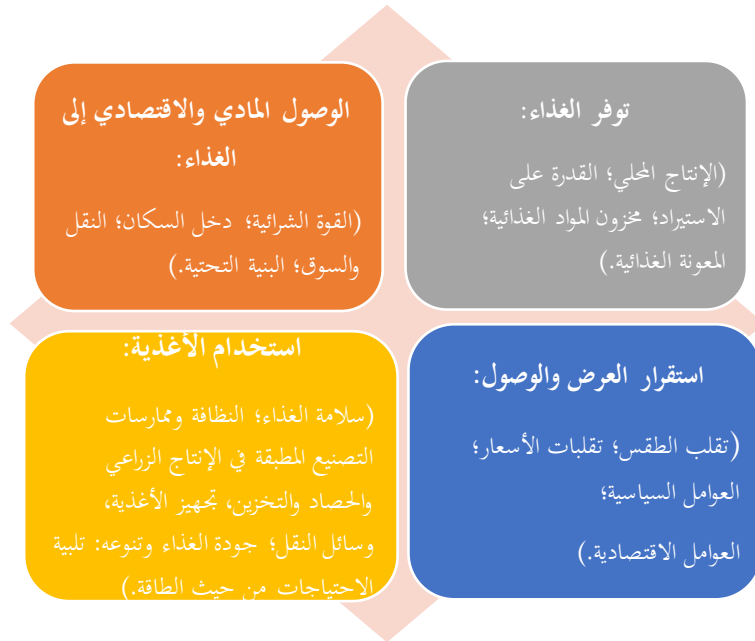 توفر الغذاء:
(الإنتاج المحلي؛ القدرة على
الاستيراد؛ مخزون المواد الغذائية؛
المعونة الغذائية.)
الوصول المادي والاقتصادي إلى
الغذاء:
(القوة الشرائية؛ دخل السكان؛ النقل
والسوق؛ البنية التحتية.)
استقرار العرض والوصول:
(تقلب الطقس؛ تقلبات الأسعار؛
العوامل السياسية؛
العوامل الاقتصادية.)
استخدام الأغذية:
(سلامة الغذاء؛ النظافة وممارسات
التصنيع المطبقة في الإنتاج الزراعي
والحصاد والتخزين، تجهيز الأغذية،
وسائل النقل؛ جودة الغذاء وتنوعه: تلبية
الاحتياجات من حيث الطاقة.)